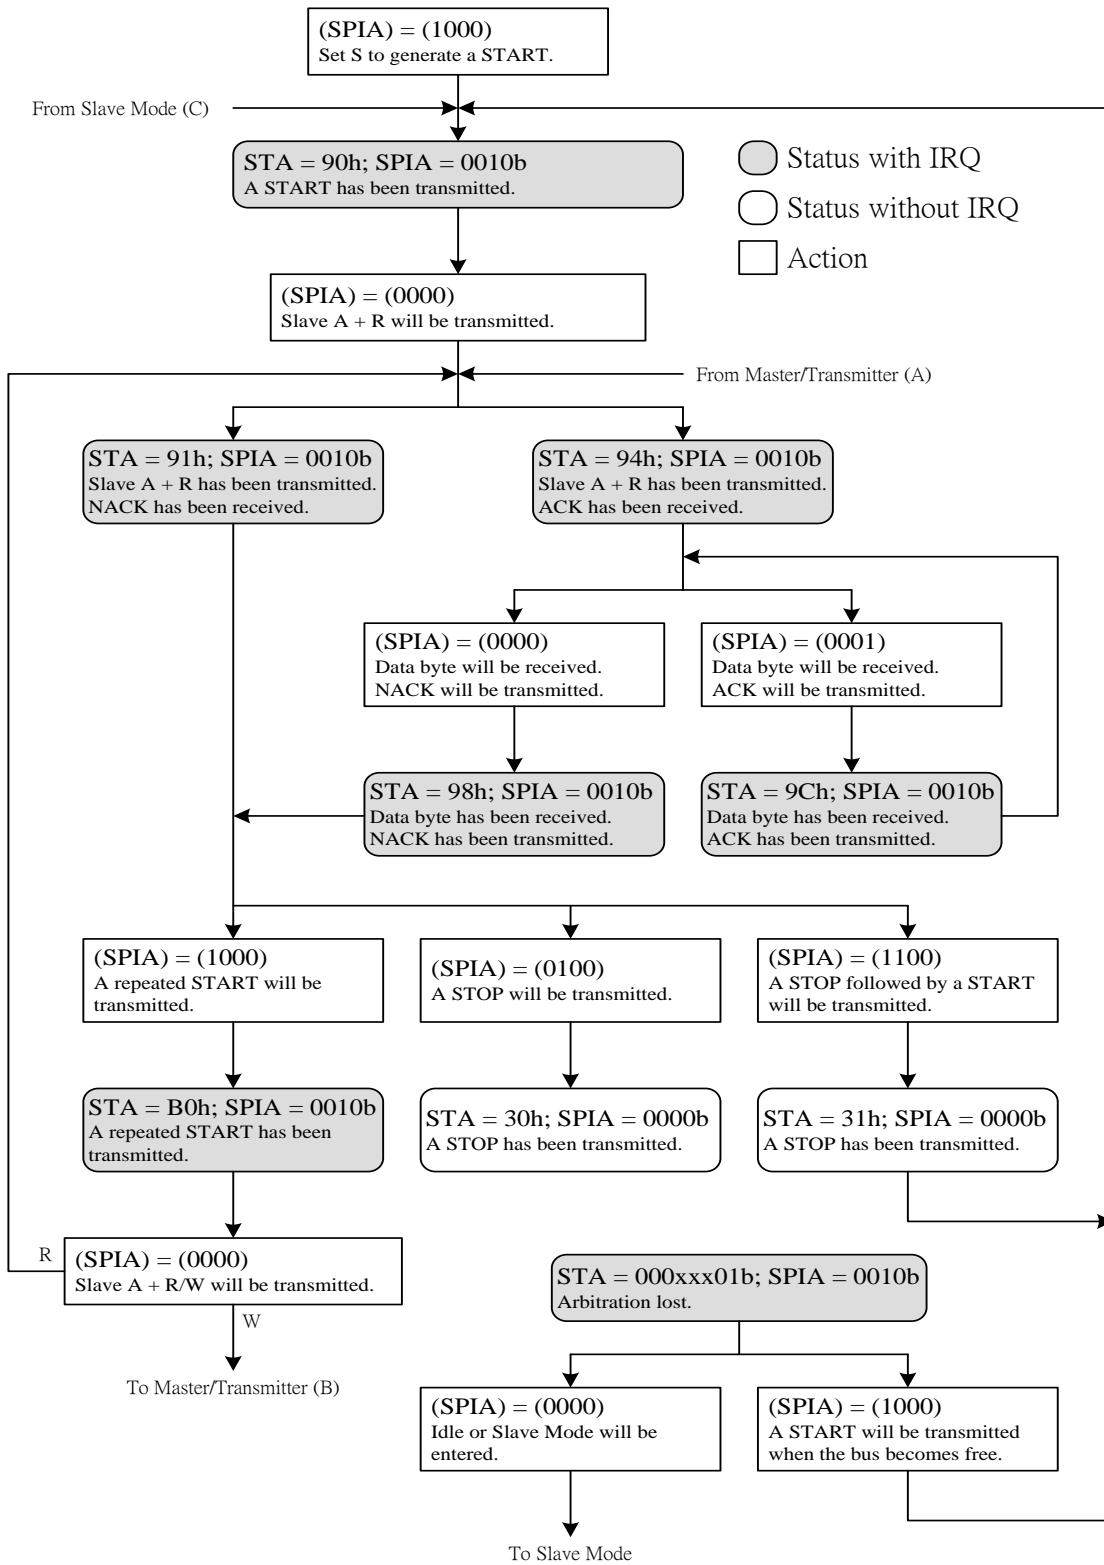 (SPIA) = (1000)
Set S to generate a START.
From Slave Mode (C)
STA = 90h; SPIA = 0010b
A START has been transmitted.
Status with IRQ
Status without IRQ
Action
(SPIA) = (0000)
Slave A + R will be transmitted.
From Master/Transmitter (A)
STA = 91h; SPIA = 0010b
Slave A + R has been transmitted.
NACK has been received.
STA = 94h; SPIA = 0010b
Slave A + R has been transmitted.
ACK has been received.
(SPIA) = (0000)
Data byte will be received.
NACK will be transmitted.
(SPIA) = (0001)
Data byte will be received.
ACK will be transmitted.
STA = 98h; SPIA = 0010b
Data byte has been received.
NACK has been transmitted.
STA = 9Ch; SPIA = 0010b
Data byte has been received.
ACK has been transmitted.
(SPIA) = (1000)
A repeated START will be
transmitted.
(SPIA) = (0100)
A STOP will be transmitted.
(SPIA) = (1100)
A STOP followed by a START
will be transmitted.
STA = B0h; SPIA = 0010b
A repeated START has been
transmitted.
STA = 30h; SPIA = 0000b
A STOP has been transmitted.
STA = 31h; SPIA = 0000b
A STOP has been transmitted.
R
(SPIA) = (0000)
Slave A + R/W will be transmitted.
W
To Master/Transmitter (B)
STA = 000xxx01b; SPIA = 0010b
Arbitration lost.
(SPIA) = (0000)
Idle or Slave Mode will be
entered.
(SPIA) = (1000)
A START will be transmitted
when the bus becomes free.
To Slave Mode